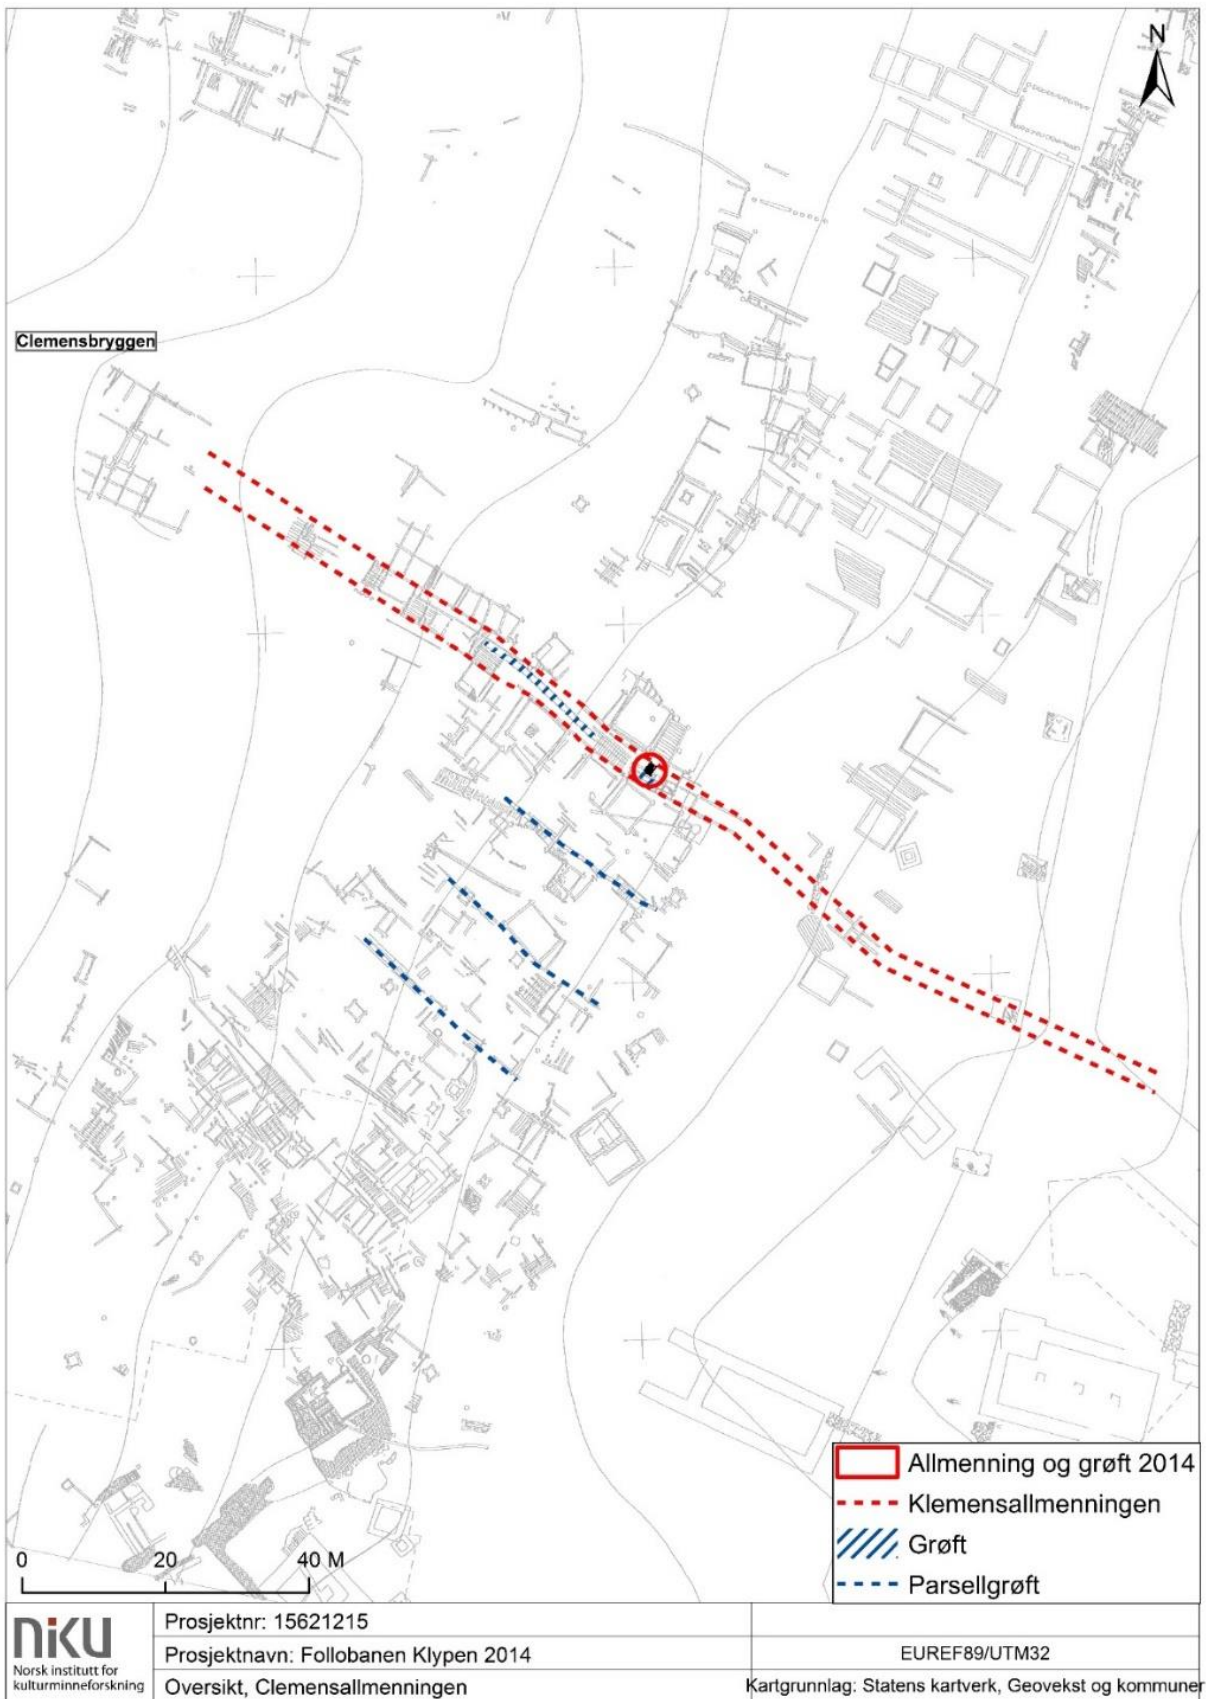 N
Clemensbryggen
Allmenning og grøft 2014
Klemensallmenningen
Grøft
Parsellgrøft
0 20 40 M
niku
Norsk institutt for
kulturminneforskning
Prosjektnr: 15621215
Prosjektnavn: Follobanen Klypen 2014
Oversikt, Clemensallmenningen
EUREF89/UTM32
Kartgrunnlag: Statens kartverk, Geovekst og kommuner